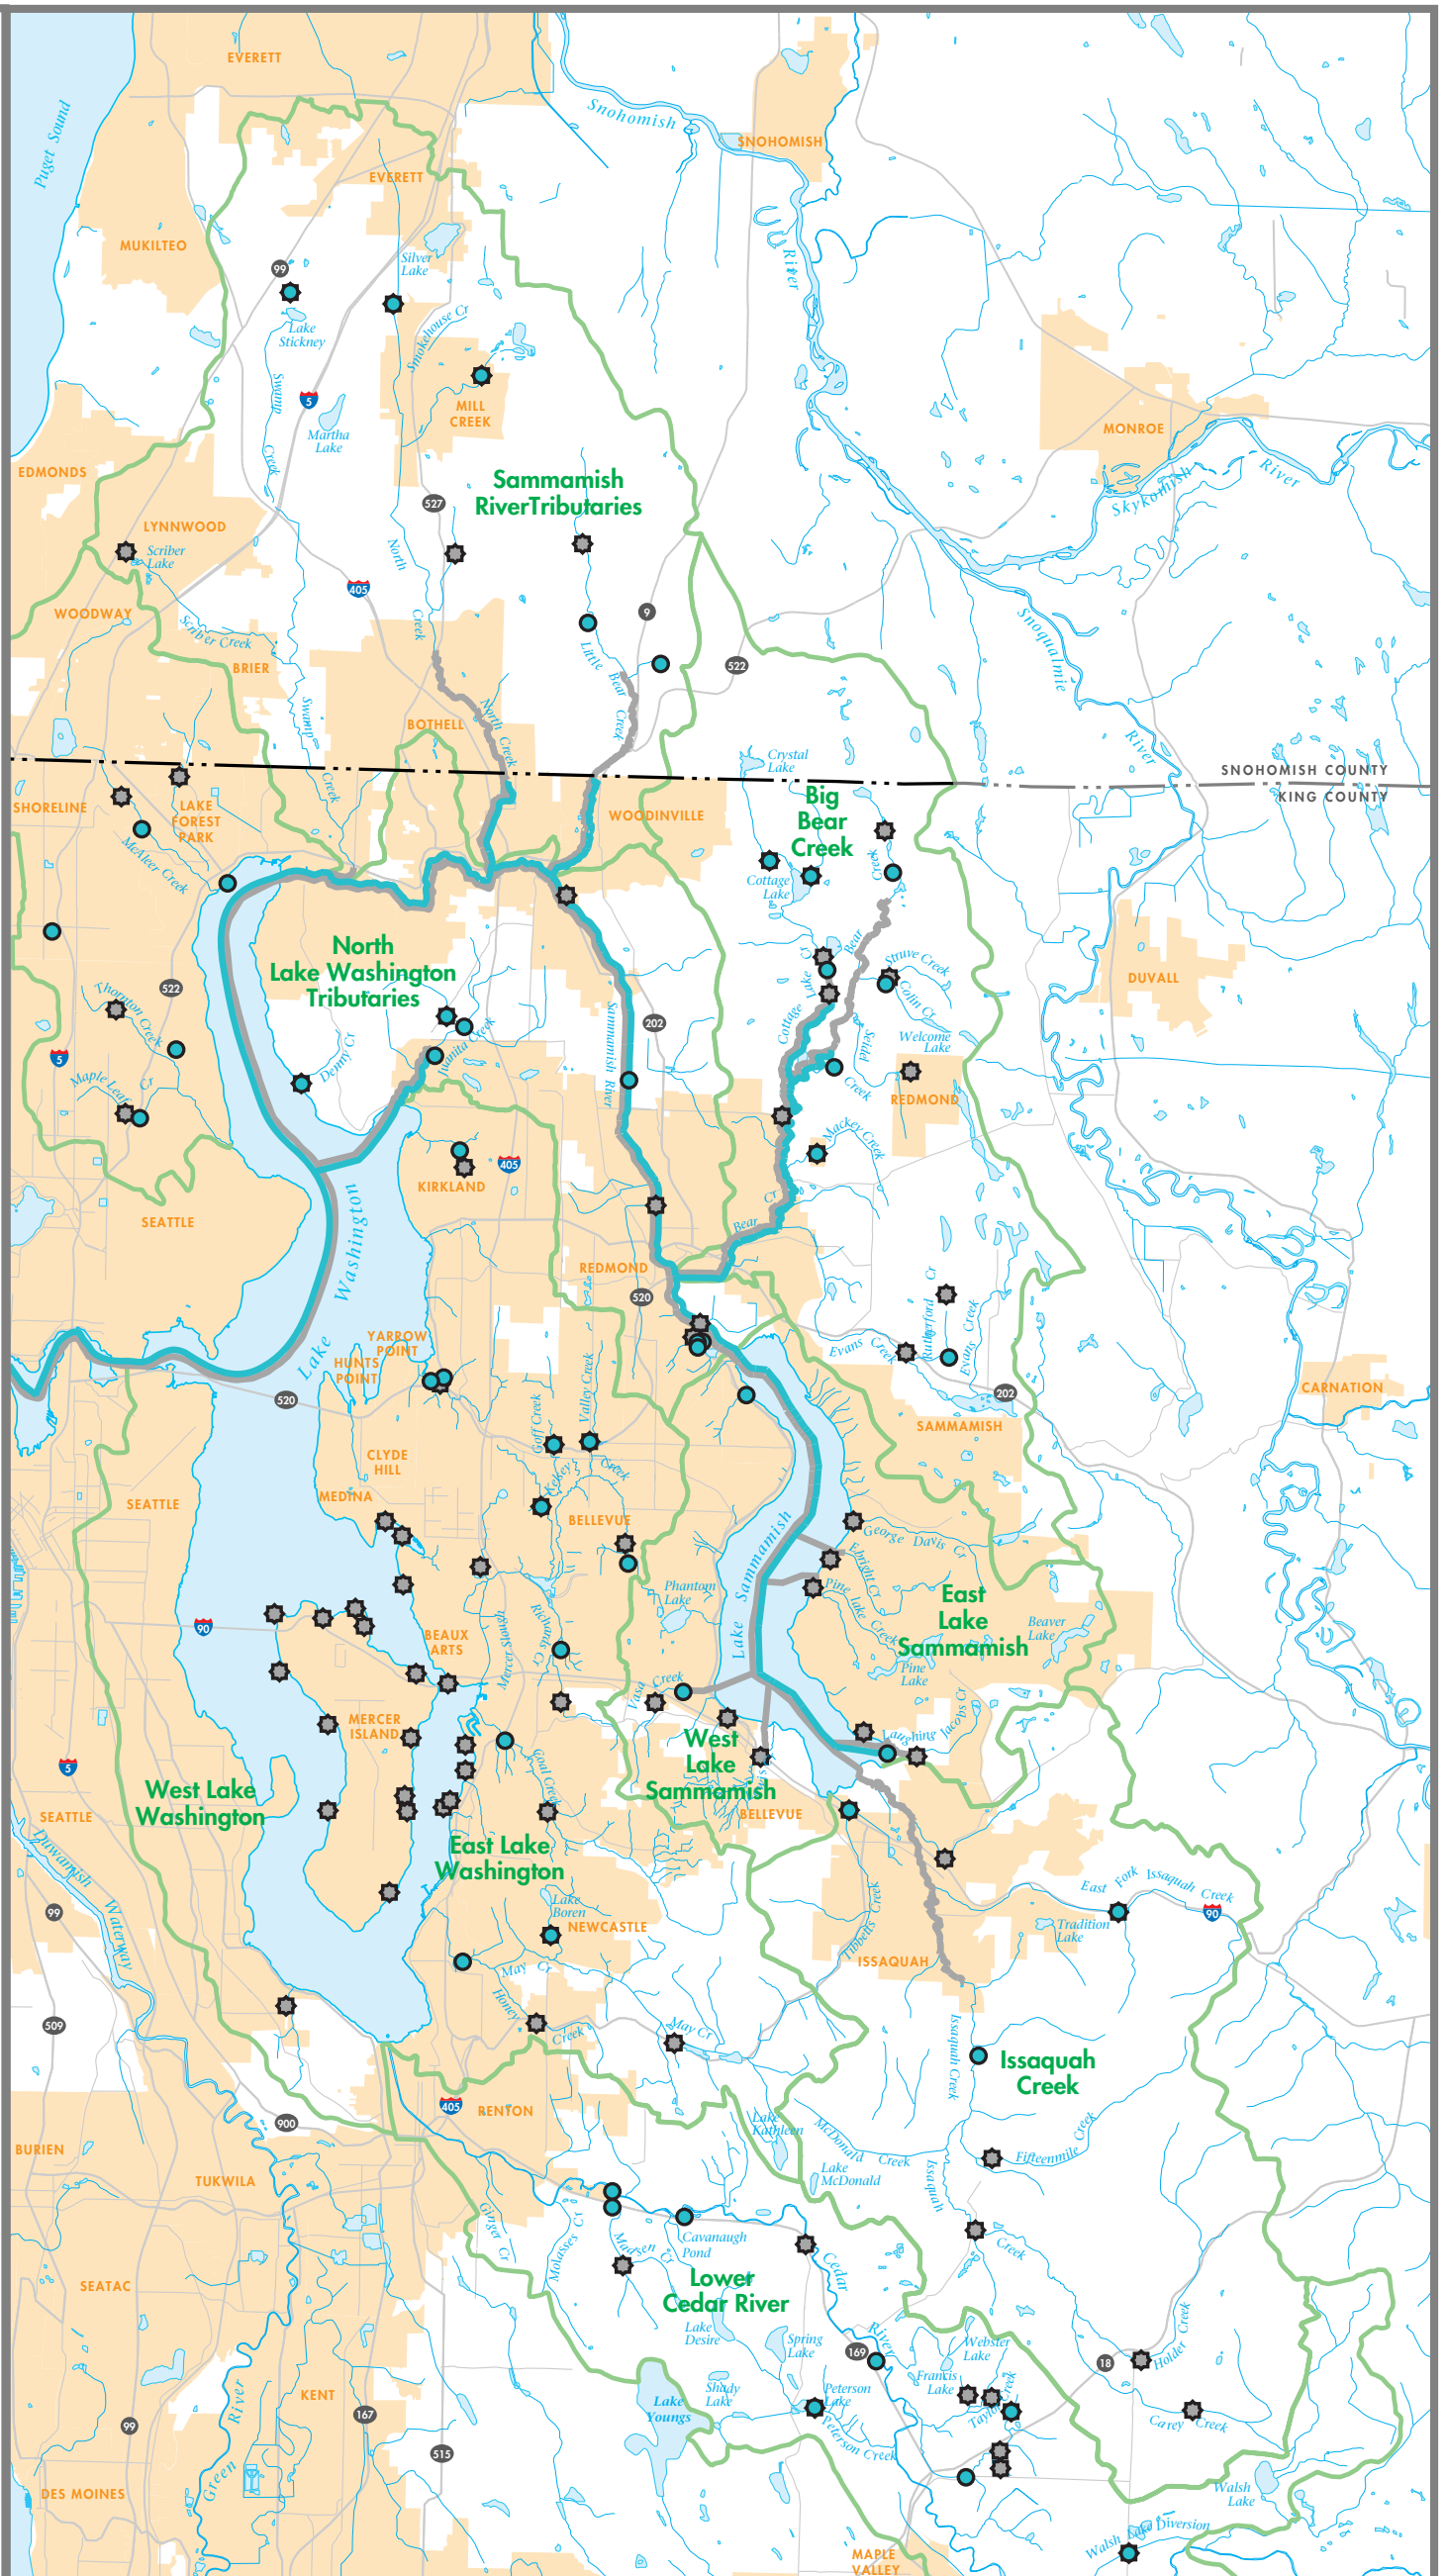 EVERETT
Puget Sound
Snohomish
SNOHOMISH
EVERETT
MUKILTEO
River
Silver
Lake
99
Lake
Stickney
Smokehouse Cr
Swamp
5
MILL
CREEK
MONROE
Martha
Lake
Creek
EDMONDS
Skykomish
River
Sammamish
RiverTributaries
527
LYNNWOOD
Scriber
Lake
North
405
WOODWAY
Creek
9
Snoqualmie
Scriber Creek
Little
Bear
Creek
522
BRIER
Swamp
North Creek
BOTHELL
River
Crystal
Lake
SNOHOMISH COUNTY
KING COUNTY
Creek
SHORELINE
LAKE
FOREST
PARK
WOODINVILLE
Big
Bear
Creek
McAleer Creek
Creek
Cottage
Lake
North
Lake Washington
Tributaries
Bear
Struve Creek
DUVALL
522
Thornton Creek
Colin Cr
Cottage
Lake
Cr
Sammamish River
202
Juanita Creek
Seidel
Welcome
Lake
5
Denny Cr
Maple Leaf
Cr
Creek
REDMOND
Mackey Creek
405
KIRKLAND
Cr
SEATTLE
Bear
Lake
Washington
REDMOND
520
Rutherford
Cr
Evans Creek
Evans
Creek
YARROW
POINT
HUNTS
POINT
520
Valley Creek
Goff Creek
202
CARNATION
SAMMAMISH
CLYDE
HILL
Kelsey
Creek
MEDINA
SEATTLE
BELLEVUE
Lake
Sammamish
George Davis Cr
Ebright Cr
Phantom
Lake
Pine
lake
Creek
East
Lake
Sammamish
Beaver
Lake
90
BEAUX
ARTS
Mercer Slough
Richards Cr
Pine
Lake
Vasa
Creek
MERCER
ISLAND
West
Lake
Sammamish
Laughing
Jacobs Cr
5
Coal Creek
West Lake
Washington
SEATTLE
BELLEVUE
East Lake
Washington
Duwamish
Waterway
East Fork Issaquah Creek
99
Lake
Boren
NEWCASTLE
Tradition
Lake
90
Tibbetts Creek
ISSAQUAH
May Cr
Honey
Creek
509
May Cr
Issaquah Creek
Issaquah
Creek
405
RENTON
900
Lake
Kathleen
McDonald
Creek
BURIEN
Fifteenmile
Creek
Lake
McDonald
TUKWILA
Issaquah
Creek
Ginger Cr
Molasses Cr
Madsen Cr
Cavanaugh
Pond
Cedar
River
SEATAC
Lower
Cedar River
Lake
Desire
Spring
Lake
169
Webster
Lake
18
Holder
Creek
Green
River
KENT
Francis
Lake
Shady
Lake
Peterson
Lake
Taylor Creek
Lake
Youngs
167
Carey
Creek
99
Peterson Creek
515
DES MOINES
Walsh
Lake
Walsh Lake Diversion
MAPLE
VALLEY